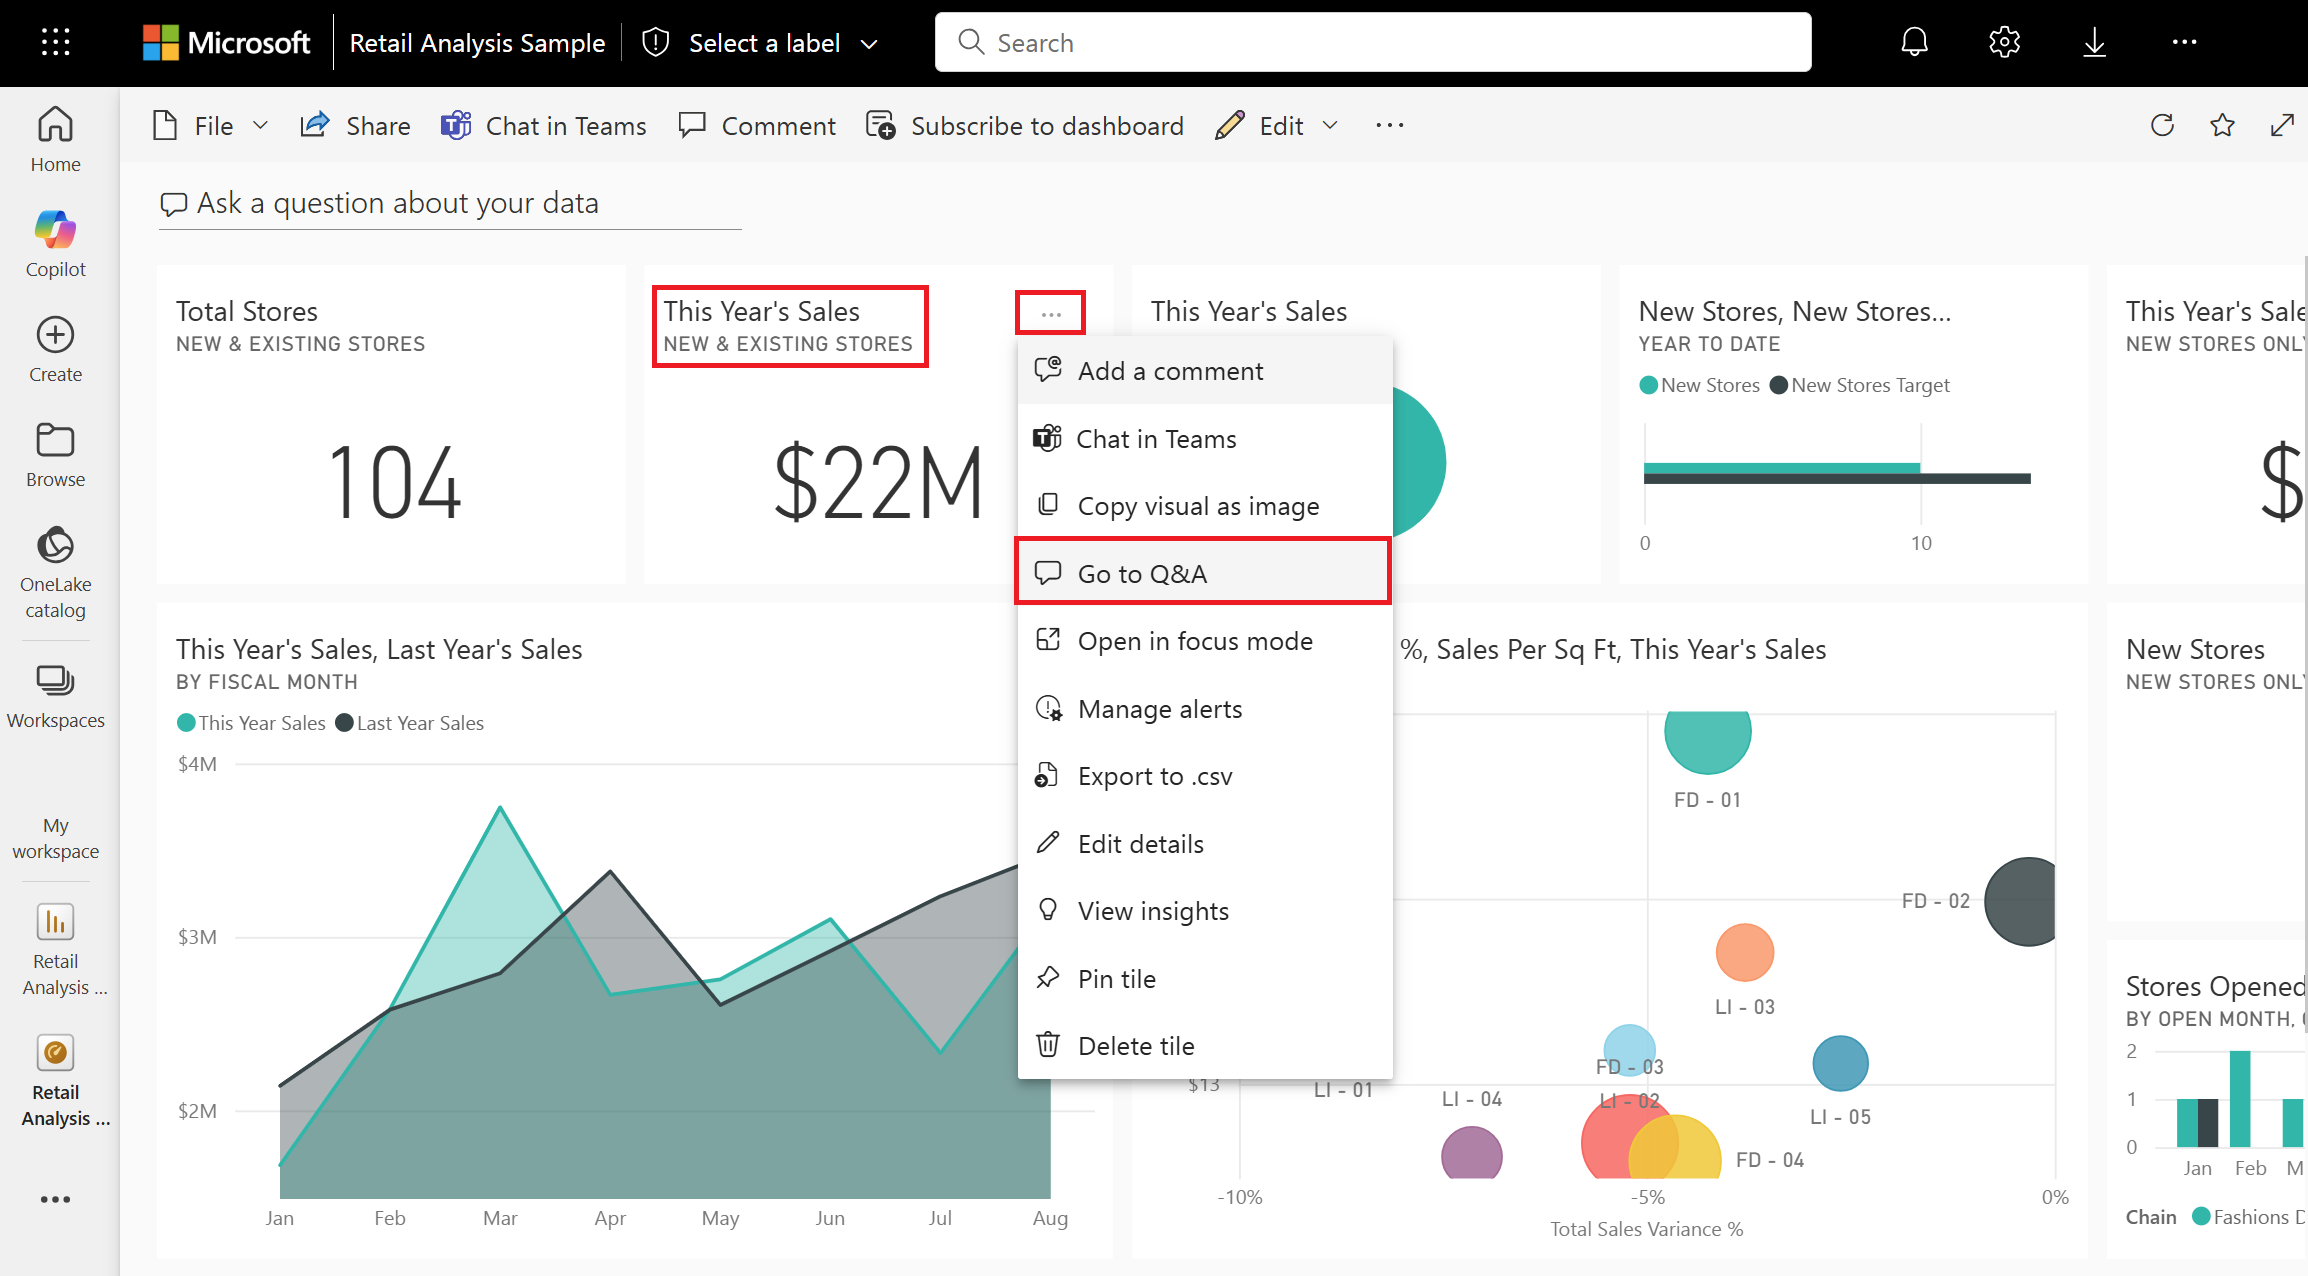 Microsoft
Retail Analysis Sample
Select a label
Search
Home
Copilot
Create
Browse
OneLake
catalog
Workspaces
My
workspace
Retail
Analysis ...
Retail
Analysis ...
File
Share
Chat in Teams
Comment
Subscribe to dashboard
Edit
Ask a question about your data
Total Stores
NEW & EXISTING STORES
104
This Year's Sales
NEW & EXISTING STORES
$22M
This Year's Sales
New Stores, New Stores...
YEAR TO DATE
New Stores
New Stores Target
0
10
This Year's Sale
NEW STORES ONLY
$
Add a comment
Chat in Teams
Copy visual as image
Go to Q&A
Open in focus mode
Manage alerts
Export to .csv
Edit details
View insights
Pin tile
Delete tile
This Year's Sales, Last Year's Sales
BY FISCAL MONTH
This Year Sales
Last Year Sales
$4M
$3M
$2M
Jan
Feb
Mar
Apr
May
Jun
Jul
Aug
%, Sales Per Sq Ft, This Year's Sales
FD - 01
FD - 02
LI - 03
FD - 03
LI - 05
LI - 01
LI - 04
LI - 02
FD - 04
$13
-10%
-5%
0%
Total Sales Variance %
New Stores
NEW STORES ONLY
Stores Opened
BY OPEN MONTH,
2
1
0
Jan
Feb
M
Chain
Fashions D